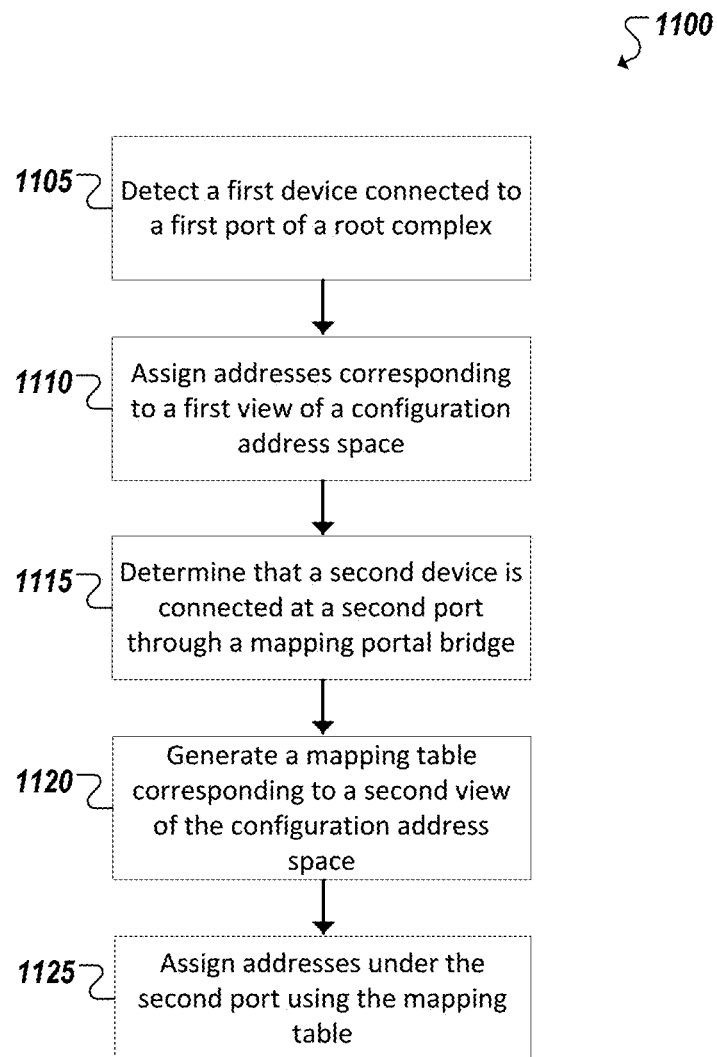 1100
1105
Detect a first device connected to
a first port of a root complex
1110
Assign addresses corresponding
to a first view of a configuration
address space
1115
Determine that a second device is
connected at a second port
through a mapping portal bridge
1120
Generate a mapping table
corresponding to a second view
of the configuration address
space
1125
Assign addresses under the
second port using the mapping
table